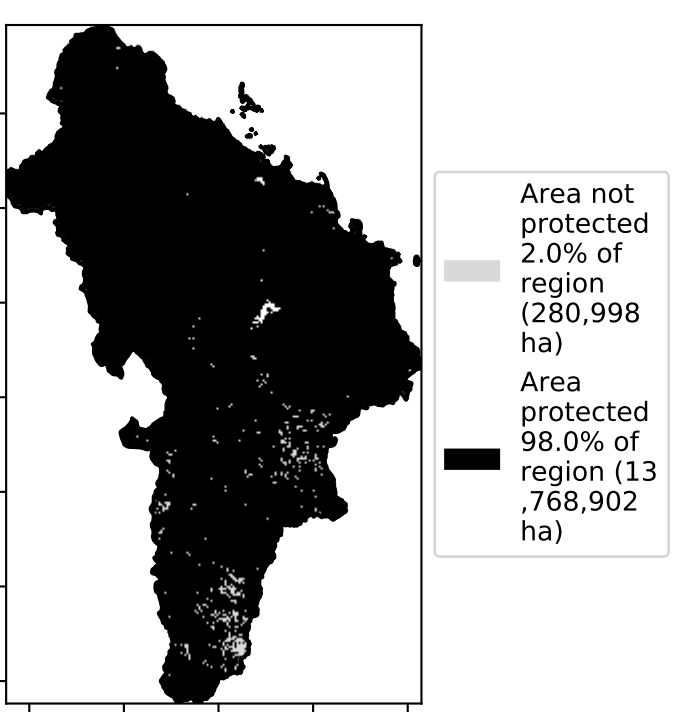 Area not
protected
2.0% of
region
(280,998
ha)
Area
protected
98.0% of
region (13
,768,902
ha)